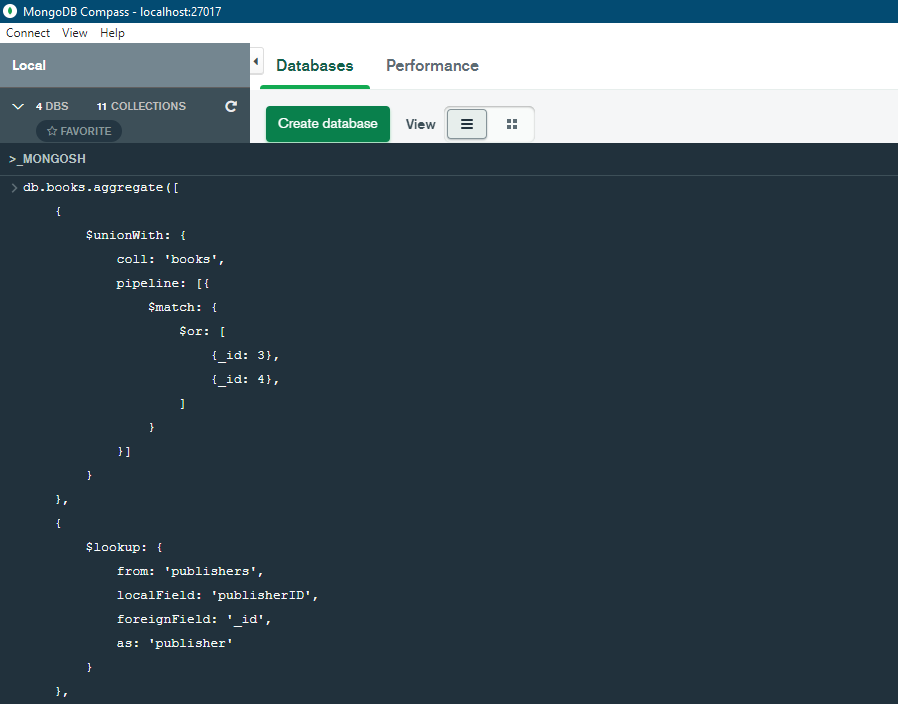 MongoDB Compass - localhost:27017
Connect View Help
Local
Databases Performance
4 DBS 11 COLLECTIONS
FAVORITE
Create database View
>_MONGOSH
> db.books.aggregate([
{
$unionWith: {
coll: 'books',
pipeline: [{
$match: {
$or: [
{_id: 3},
{_id: 4},
]
}
}]
}
},
{
$lookup: {
from: 'publishers',
localField: 'publisherID',
foreignField: '_id',
as: 'publisher'
}
},